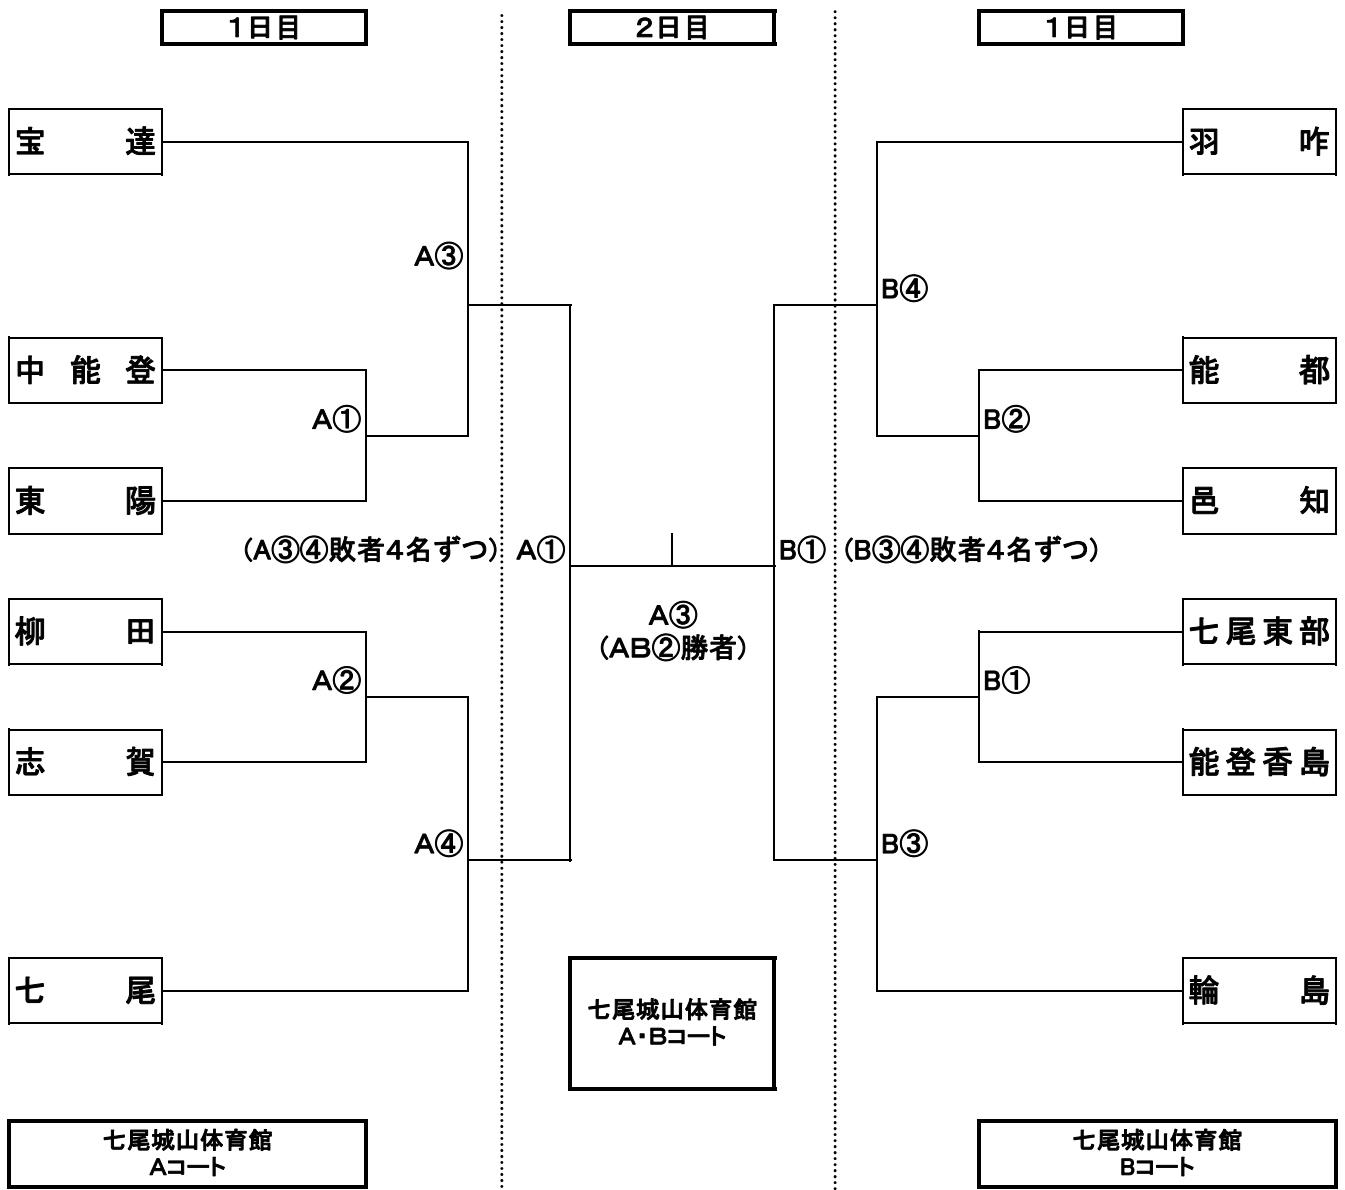 1日目
2日目
1日目
宝達
羽咋
A③
B④
中能登
能都
A①
B②
東陽
邑知
(A③④敗者4名ずつ)
A①
B①
(B③④敗者4名ずつ)
柳田
A③
七尾東部
(AB②勝者)
A②
B①
志賀
能登香島
A④
B③
七尾
輪島
七尾城山体育館
A・Bコート
七尾城山体育館
Aコート
七尾城山体育館
Bコート